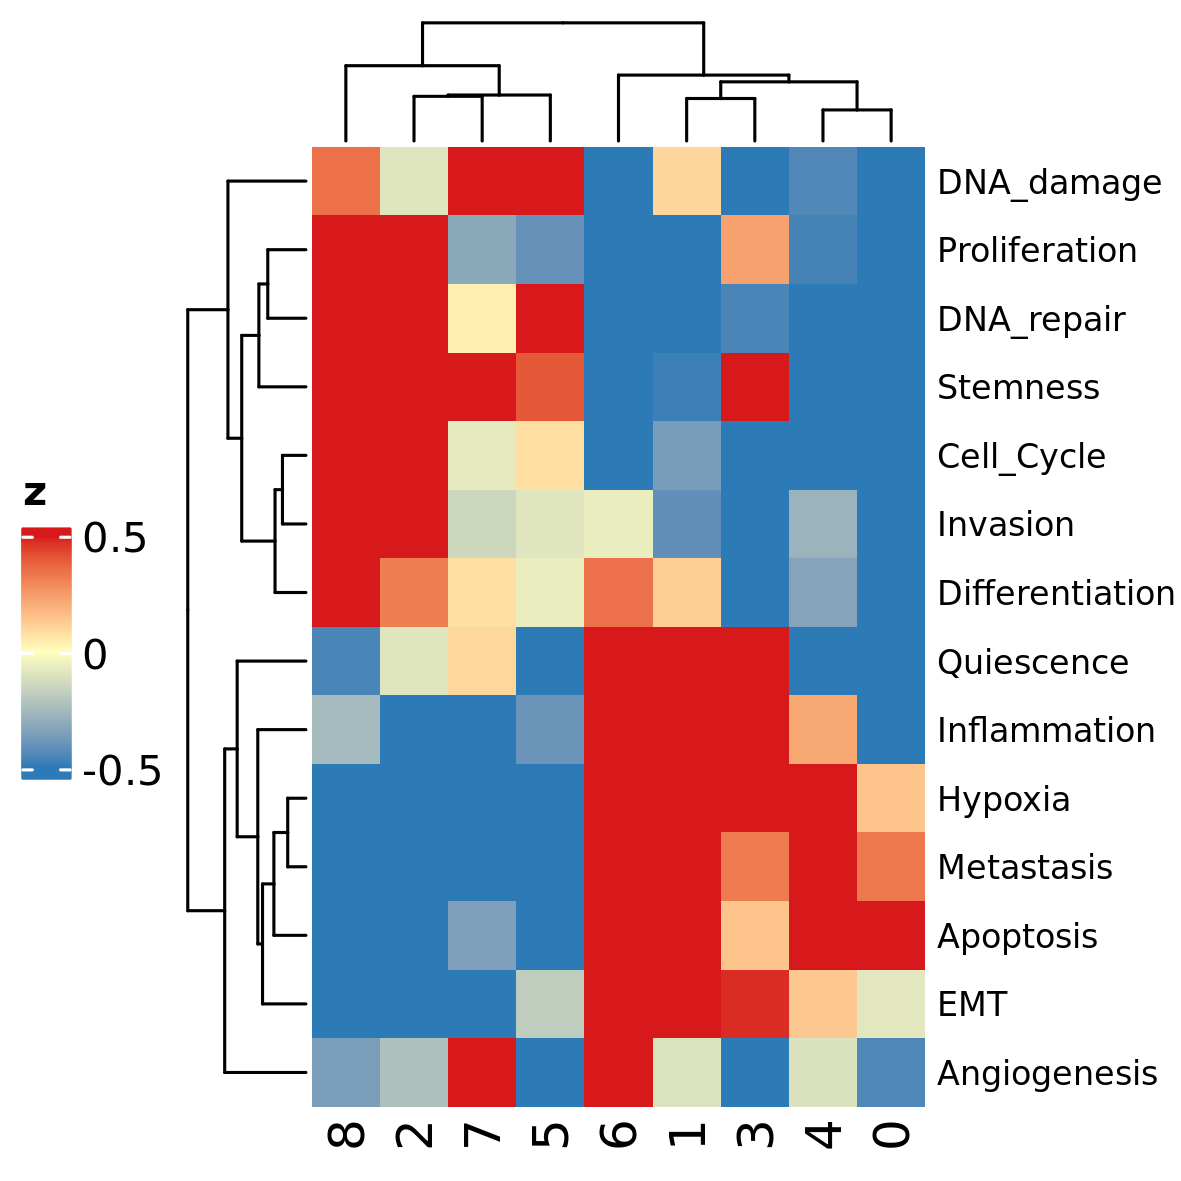 DNA_damage
Proliferation
DNA_repair
Stemness
Cell_Cycle
Invasion
Differentiation
Quiescence
Inflammation
Hypoxia
Metastasis
Apoptosis
EMT
Angiogenesis
z
0.5
0
-0.5
8 2 7 5 6 1 3 4 0